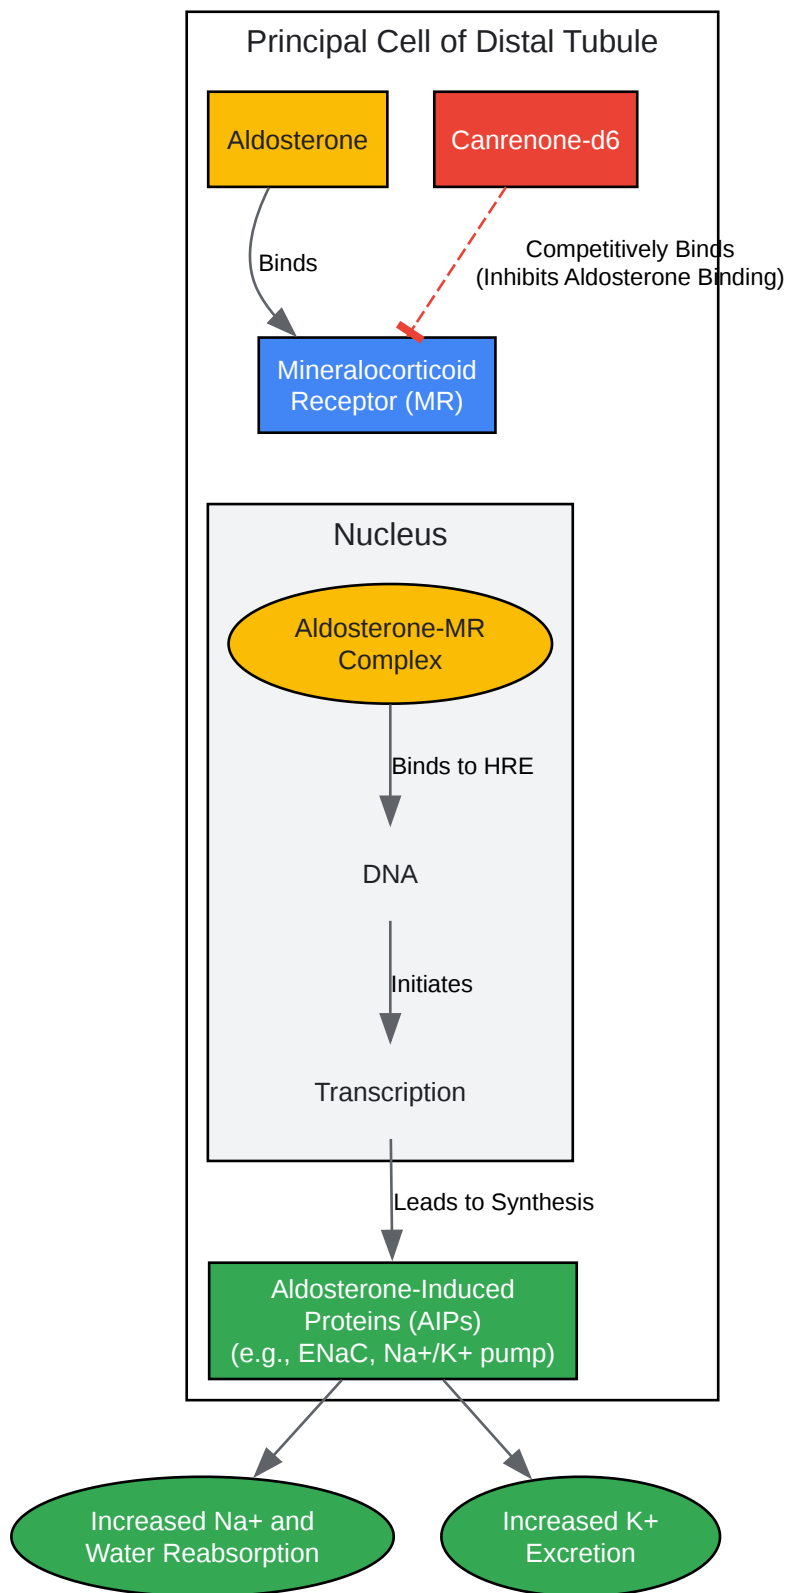 Principal Cell of Distal Tubule
Aldosterone
Canrenone-d6
Binds
Competitively Binds
(Inhibits Aldosterone Binding)
Mineralocorticoid
Receptor (MR)
Nucleus
Aldosterone-MR
Complex
Binds to HRE
DNA
Initiates
Transcription
Leads to Synthesis
Aldosterone-Induced
Proteins (AIPs)
(e.g., ENaC, Na+/K+ pump)
Increased Na+ and
Water Reabsorption
Increased K+
Excretion